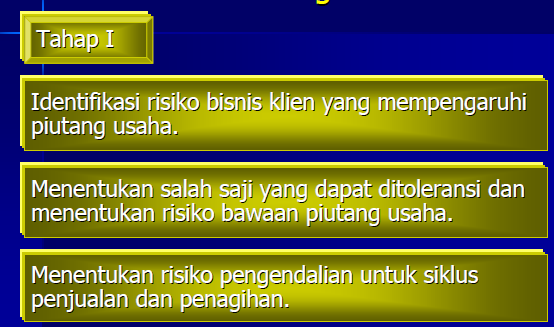 Tahap I
Identifikasi risiko bisnis klien yang mempengaruhi
piutang usaha.
Menentukan salah saji yang dapat ditoleransi dan
menentukan risiko bawaan piutang usaha.
Menentukan risiko pengendalian untuk siklus
penjualan dan penagihan.